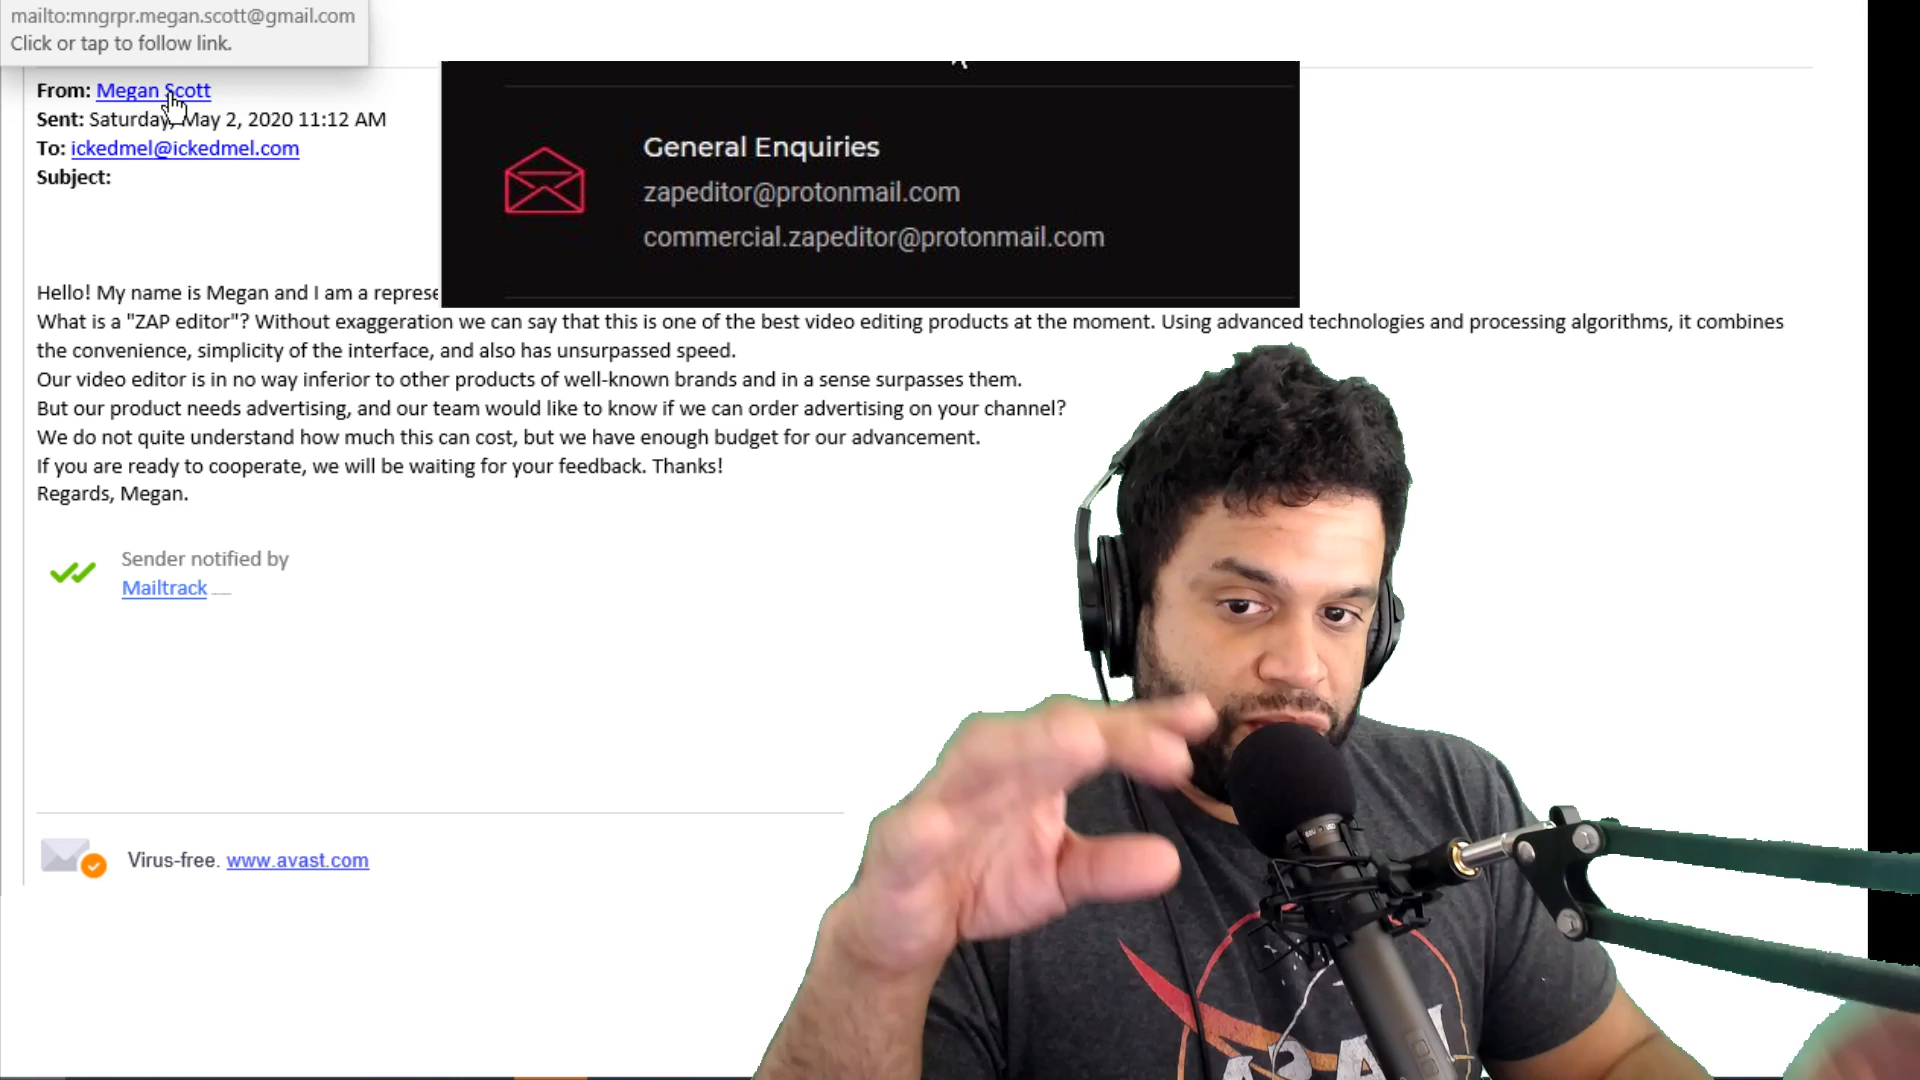 mailto:mngrpr.megan.scott@gmail.com
Click or tap to follow link.
From: Megan Scott
Sent: Saturday, May 2, 2020 11:12 AM
To: ickedmel@ickedmel.com
Subject:
General Enquiries
zapeditor@protonmail.com
commercial.zapeditor@protonmail.com
Hello! My name is Megan and I am a
What is a "ZAP editor"? Without exaggeration we can say that this is one of the best video editing products at the moment. Using advanced technologies and processing algorithms, it combines
the convenience, simplicity of the interface, and also has unsurpassed speed.
Our video editor is in no way inferior to other products of well-known brands and in a sense surpasses them.
But our product needs advertising, and our team would like to know if we can order advertising on your channel?
We do not quite understand how much this can cost, but we have enough budget for our advancement.
If you are ready to cooperate, we will be waiting for your feedback. Thanks!
Regards, Megan.
Sender notified by
Mailtrack
Virus-free. www.avast.com